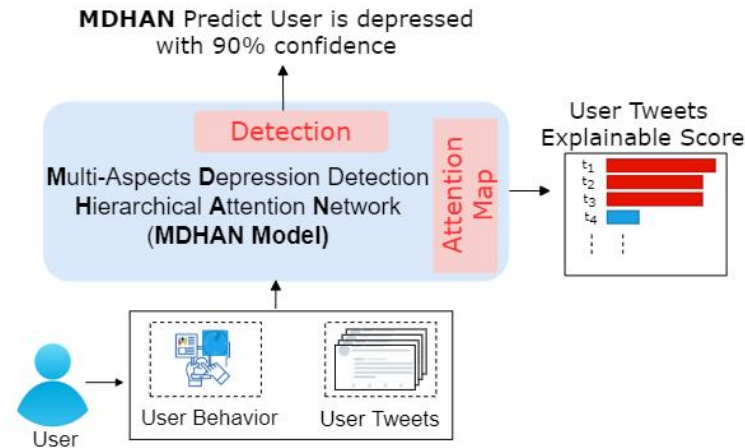 MDHAN Predict User is depressed
with 90% confidence
Detection
Multi-Aspects Depression Detection
Hierarchical Attention Network
(MDHAN Model)
Attention
Map
User Tweets
Explainable Score
t1
t2
t3
t4
User Behavior
User Tweets
User